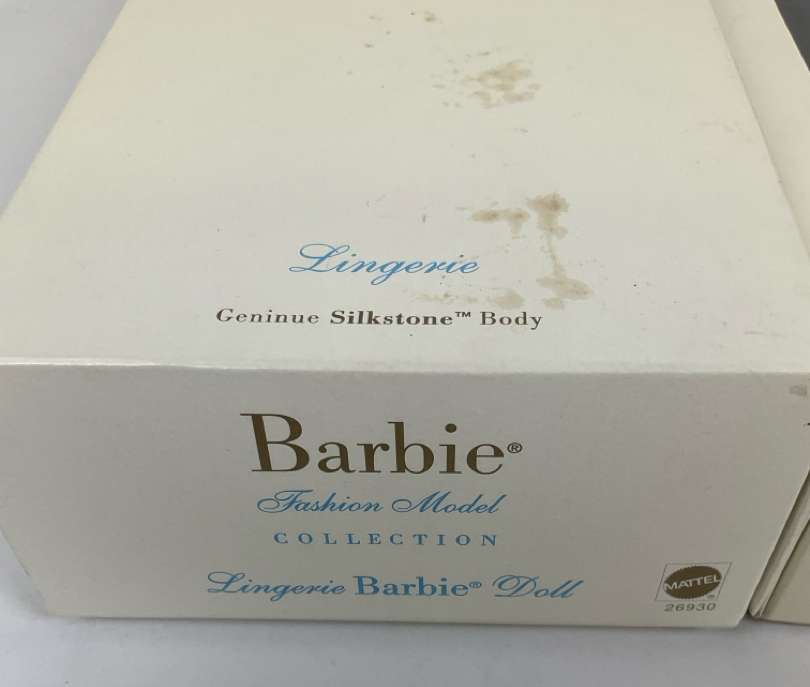 Lingerie
Geninue Silkstone™ Body
Barbie®
Fashion Model
COLLECTION
Lingerie Barbie® Doll
MATTEL
®
26930